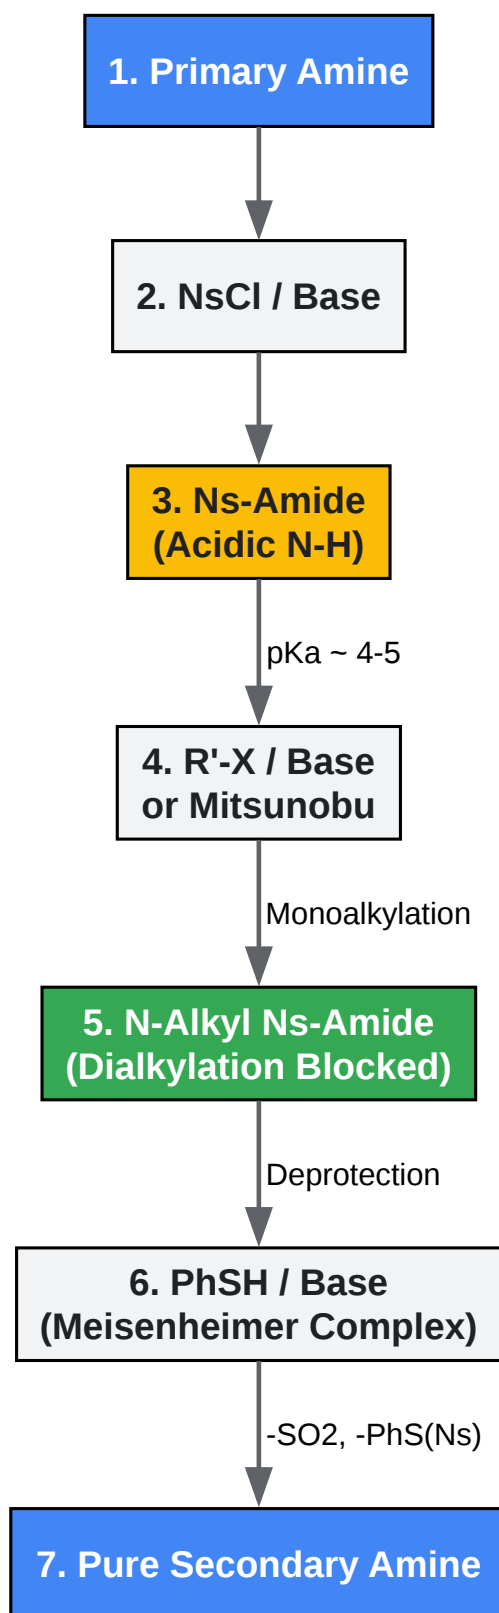 1. Primary Amine
2. NsCl / Base
3. Ns-Amide
(Acidic N-H)
pKa ~ 4-5
4. R'-X / Base
or Mitsunobu
Monoalkylation
5. N-Alkyl Ns-Amide
(Dialkylation Blocked)
Deprotection
6. PhSH / Base
(Meisenheimer Complex)
-SO2, -PhS(Ns)
7. Pure Secondary Amine